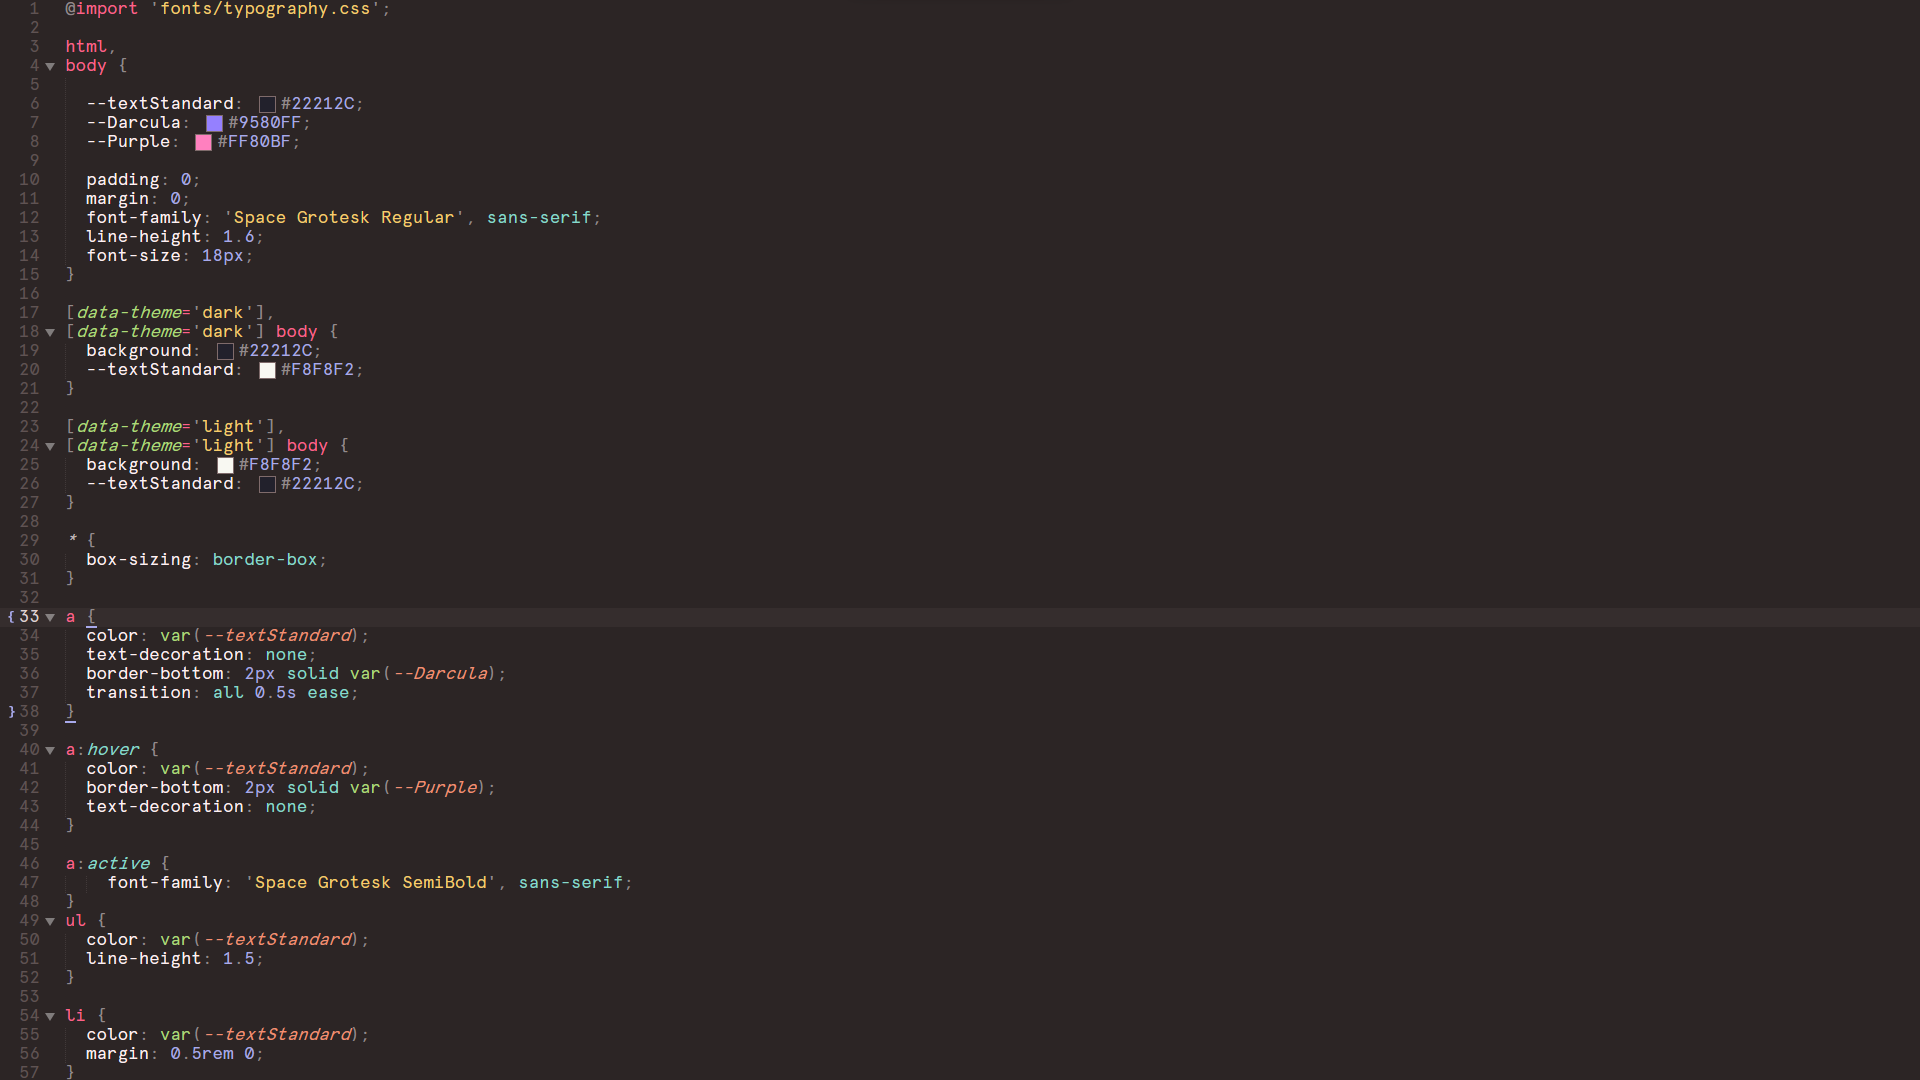 1 @import 'fonts/typography.css';
2
3 html,
4 body {
5
6 --textStandard: #22212C;
7 --Darcula: #9580FF;
8 --Purple: #FF80BF;
9
10 padding: 0;
11 margin: 0;
12 font-family: 'Space Grotesk Regular', sans-serif;
13 line-height: 1.6;
14 font-size: 18px;
15 }
16
17 [data-theme='dark'],
18 [data-theme='dark'] body {
19 background: #22212C;
20 --textStandard: #F8F8F2;
21 }
22
23 [data-theme='light'],
24 [data-theme='light'] body {
25 background: #F8F8F2;
26 --textStandard: #22212C;
27 }
28
29 * {
30 box-sizing: border-box;
31 }
32
{ 33 a {
34 color: var(--textStandard);
35 text-decoration: none;
36 border-bottom: 2px solid var(--Darcula);
37 transition: all 0.5s ease;
} 38 }
39
40 a:hover {
41 color: var(--textStandard);
42 border-bottom: 2px solid var(--Purple);
43 text-decoration: none;
44 }
45
46 a:active {
47 font-family: 'Space Grotesk SemiBold', sans-serif;
48 }
49 ul {
50 color: var(--textStandard);
51 line-height: 1.5;
52 }
53
54 li {
55 color: var(--textStandard);
56 margin: 0.5rem 0;
57 }